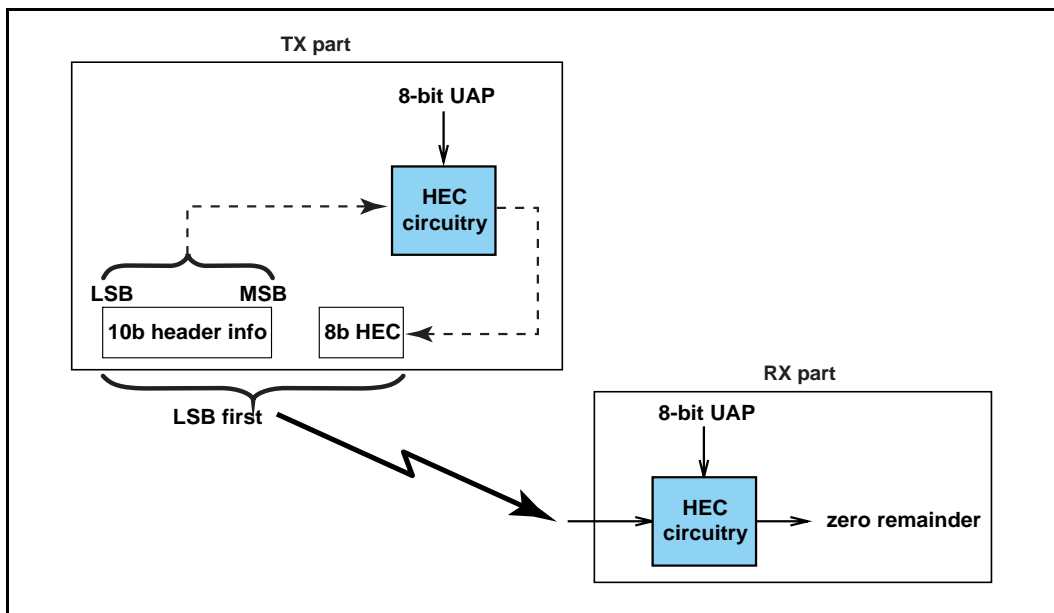 TX part
8-bit UAP
HEC
circuitry
LSB
MSB
10b header info
8b HEC
LSB first
RX part
8-bit UAP
HEC
circuitry
zero remainder